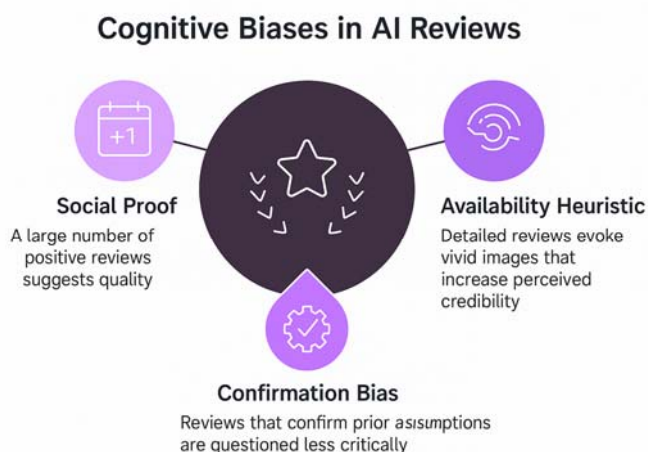 Cognitive Biases in AI Reviews
+1
Social Proof
A large number of
positive reviews
suggests quality
Availability Heuristic
Detailed reviews evoke
vivid images that
increase perceived
credibility
Confirmation Bias
Reviews that confirm prior asısumptions
are questioned less critically